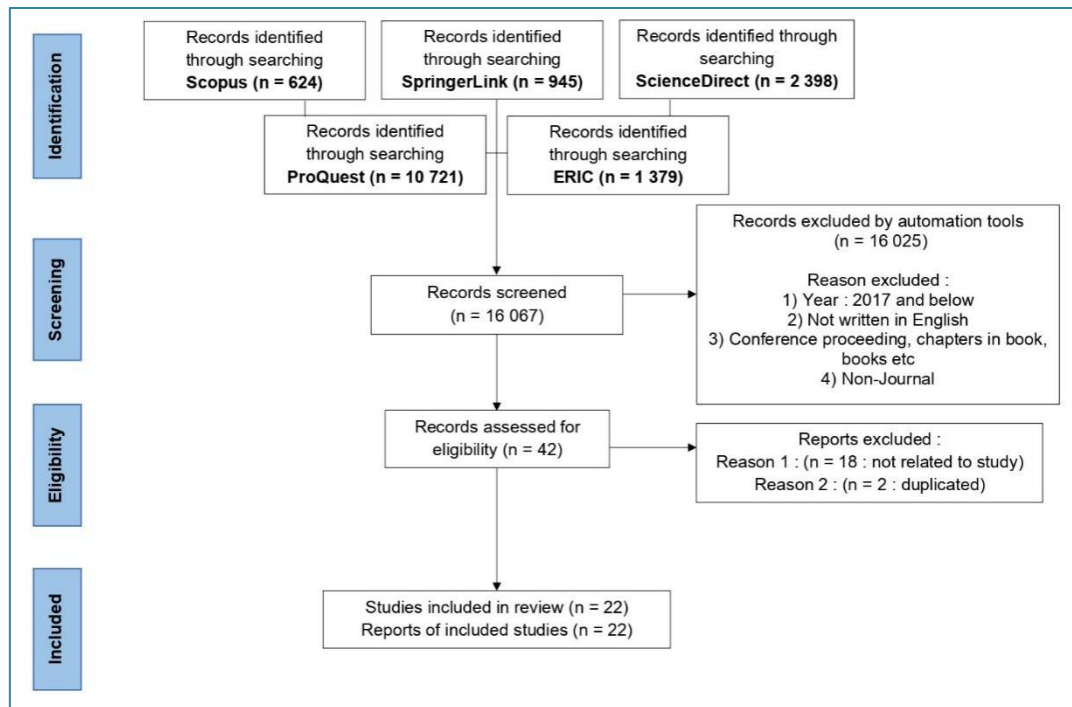 Identification
Records identified
through searching
Scopus (n = 624)
Records identified
through searching
SpringerLink (n = 945)
Records identified through
searching
ScienceDirect (n = 2 398)
Records identified
through searching
ProQuest (n = 10 721)
Records identified
through searching
ERIC (n = 1 379)
Screening
Records screened
(n = 16 067)
Records excluded by automation tools
(n = 16 025)
Reason excluded :
1) Year : 2017 and below
2) Not written in English
3) Conference proceeding, chapters in book,
books etc
4) Non-Journal
Eligibility
Records assessed for
eligibility (n = 42)
Reports excluded :
Reason 1 : (n = 18 : not related to study)
Reason 2 : (n = 2 : duplicated)
Included
Studies included in review (n = 22)
Reports of included studies (n = 22)